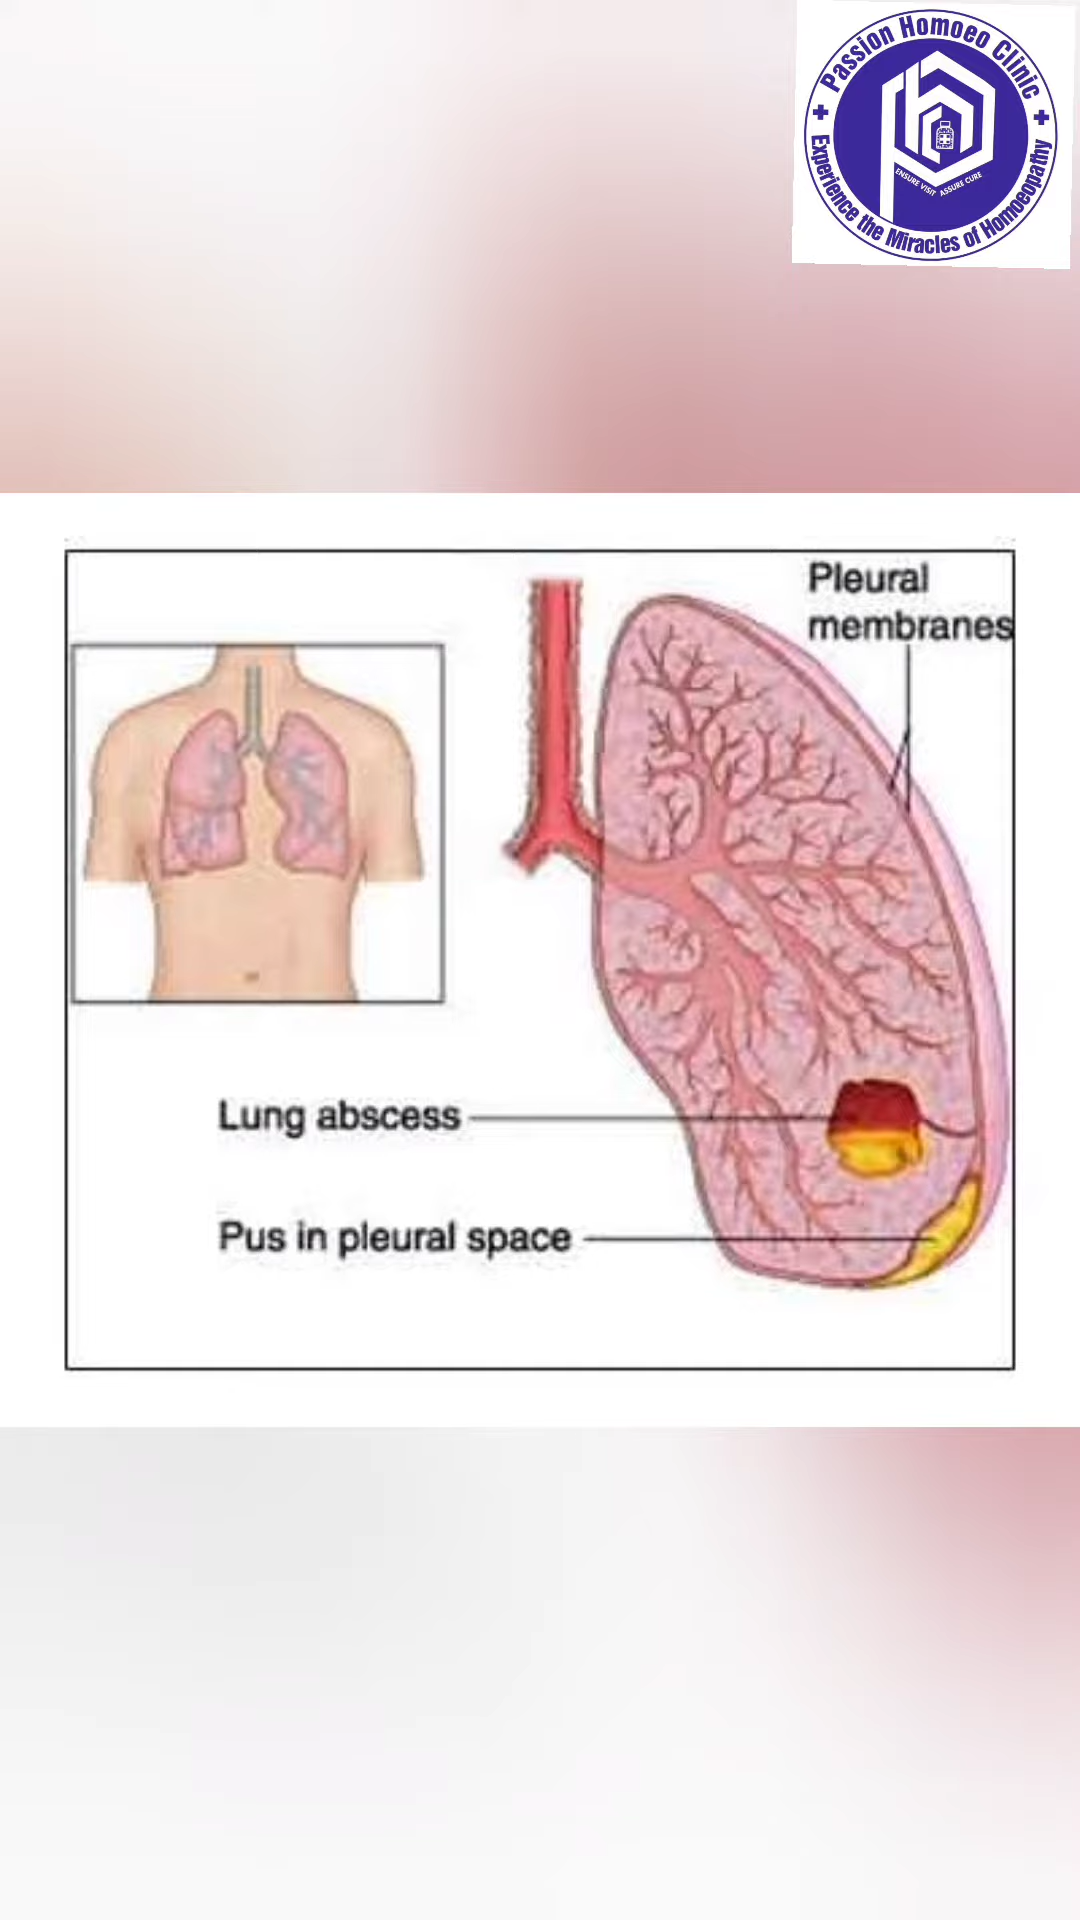 Passion Homoeo Clinic
ENSURE VISIT ASSURE CURE
Experience the Miracles of Homoeopathy
Pleural
membranes
Lung abscess
Pus in pleural space